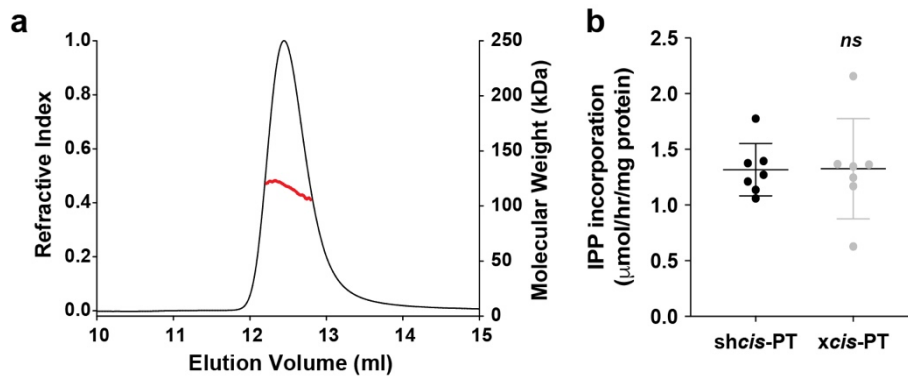 a
1.0
0.8
0.6
0.4
0.2
0.0
Refractive Index
250
200
150
100
50
0
Molecular Weight (kDa)
10 11 12 13 14 15
Elution Volume (ml)
b
ns
2.5
2.0
1.5
1.0
0.5
0.0
IPP incorporation
(μmol/hr/mg protein)
shcis-PT xcis-PT